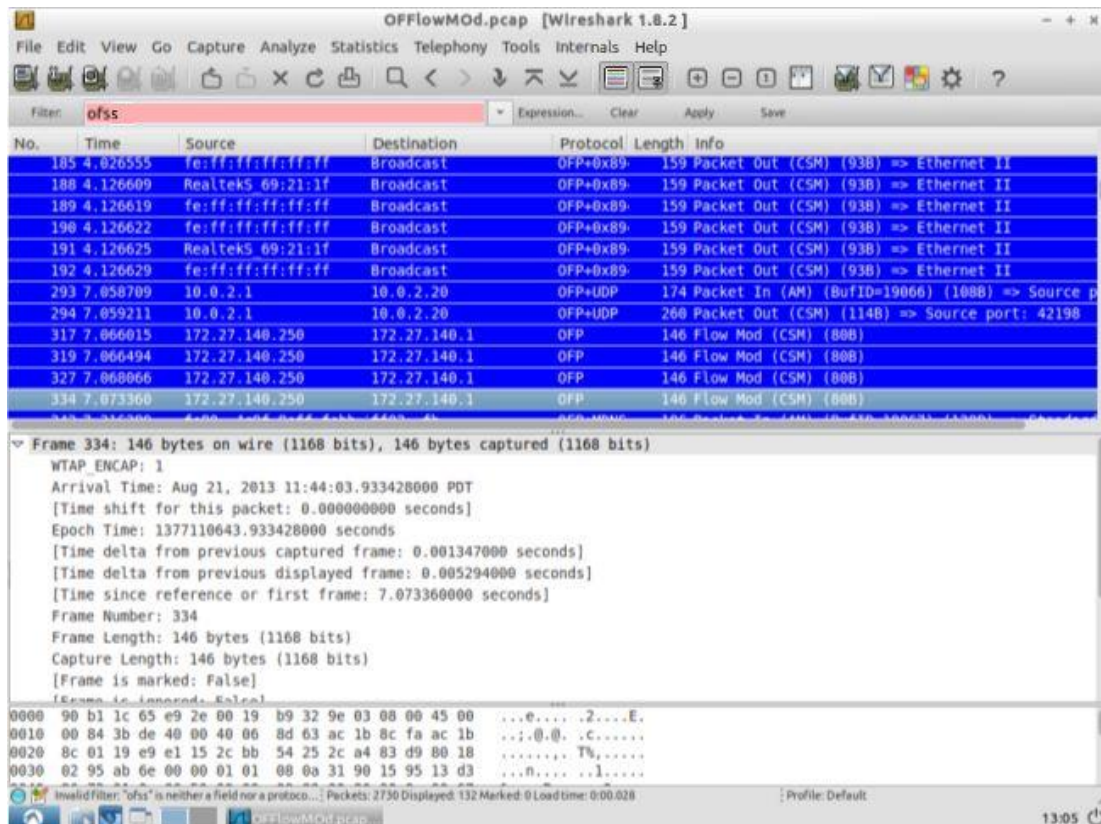 OFFlowMOd.pcap [Wireshark 1.8.2 ]
File Edit View Go Capture Analyze Statistics Telephony Tools Internals Help
Filter: ofss Expression... Clear Apply Save
No. Time Source Destination Protocol Length Info
185 4.026555 fe:ff:ff:ff:ff:ff Broadcast OFP+0x89 159 Packet Out (CSM) (93B) => Ethernet II
188 4.126609 RealtekS_69:21:1f Broadcast OFP+0x89 159 Packet Out (CSM) (93B) => Ethernet II
189 4.126619 fe:ff:ff:ff:ff:ff Broadcast OFP+0x89 159 Packet Out (CSM) (93B) => Ethernet II
190 4.126622 fe:ff:ff:ff:ff:ff Broadcast OFP+0x89 159 Packet Out (CSM) (93B) => Ethernet II
191 4.126625 RealtekS_69:21:1f Broadcast OFP+0x89 159 Packet Out (CSM) (93B) => Ethernet II
192 4.126629 fe:ff:ff:ff:ff:ff Broadcast OFP+0x89 159 Packet Out (CSM) (93B) => Ethernet II
293 7.058709 10.0.2.1 10.0.2.20 OFP+UDP 174 Packet In (AM) (BufID=19066) (108B) => Source p
294 7.059211 10.0.2.1 10.0.2.20 OFP+UDP 260 Packet Out (CSM) (114B) => Source port: 42198
317 7.066015 172.27.140.250 172.27.140.1 OFP 146 Flow Mod (CSM) (80B)
319 7.066494 172.27.140.250 172.27.140.1 OFP 146 Flow Mod (CSM) (80B)
327 7.068066 172.27.140.250 172.27.140.1 OFP 146 Flow Mod (CSM) (80B)
334 7.073360 172.27.140.250 172.27.140.1 OFP 146 Flow Mod (CSM) (80B)
Frame 334: 146 bytes on wire (1168 bits), 146 bytes captured (1168 bits)
WTAP_ENCAP: 1
Arrival Time: Aug 21, 2013 11:44:03.933428000 PDT
[Time shift for this packet: 0.000000000 seconds]
Epoch Time: 1377110643.933428000 seconds
[Time delta from previous captured frame: 0.001347000 seconds]
[Time delta from previous displayed frame: 0.005294000 seconds]
[Time since reference or first frame: 7.073360000 seconds]
Frame Number: 334
Frame Length: 146 bytes (1168 bits)
Capture Length: 146 bytes (1168 bits)
[Frame is marked: False]
[Frame is ignored: False]
0000 90 b1 1c 65 e9 2e 00 19 b9 32 9e 03 08 00 45 00 ...e.... .2....E.
0010 00 84 3b de 40 00 40 06 8d 63 ac 1b 8c fa ac 1b ..;.@.@. .c......
0020 8c 01 19 e9 e1 15 2c bb 54 25 2c a4 83 d9 80 18 ......,. T%,.....
0030 02 95 ab 6e 00 00 01 01 08 0a 31 90 15 95 13 d3 ...n.... ..1.....
Invalid filter: "ofss" is neither a field nor a protoco... Packets: 2730 Displayed: 132 Marked: 0 Load time: 0:00.028 Profile: Default
OFFlowMOd.pcap 13:05